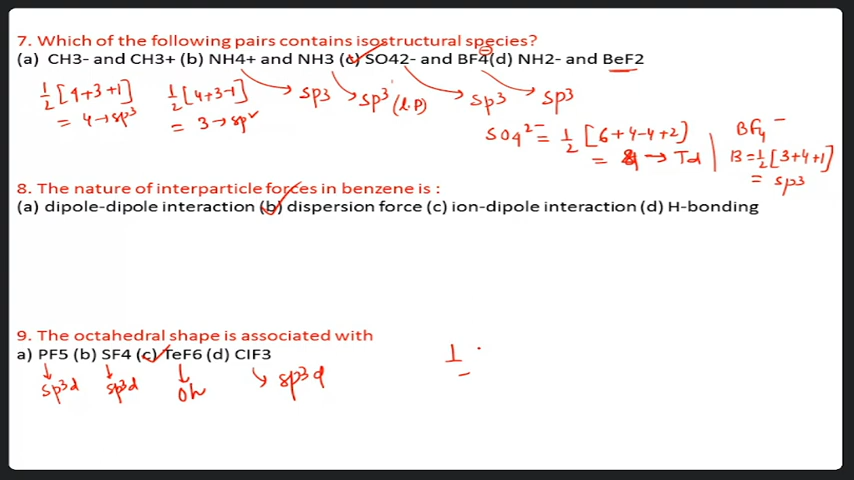 7. Which of the following pairs contains isostructural species?
(a) CH3- and CH3+ (b) NH4+ and NH3 (c) SO42- and BF4⊖(d) NH2- and BeF2
1/2 [4+3+1] 1/2 [4+3-1] → sp3 → sp3 (l.p) → sp3 → sp3
= 4 → sp3 = 3 → sp2
SO4 2- = 1/2 [6+4-4+2]
= 4 → Td
BF4 -
B = 1/2 [3+4+1]
= sp3
8. The nature of interparticle forces in benzene is :
(a) dipole-dipole interaction (b) dispersion force (c) ion-dipole interaction (d) H-bonding
9. The octahedral shape is associated with
a) PF5 (b) SF4 (c) TeF6 (d) ClF3
sp3d sp3d Oh sp3d
1